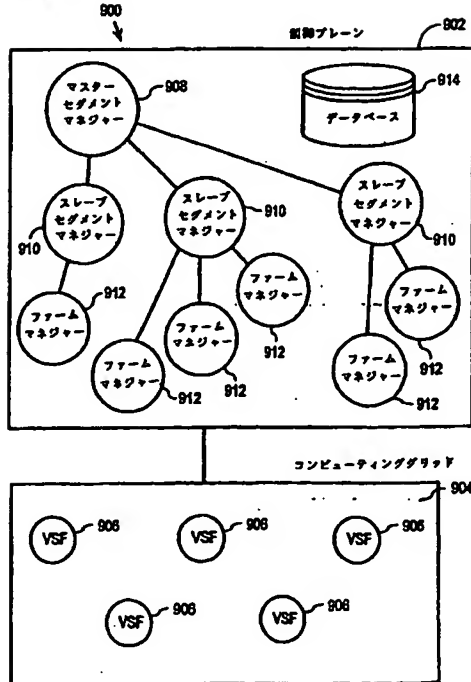 900
制御プレーン
902
マスター
セグメント
マネジャー
908
914
データベース
スレーブ
セグメント
マネジャー
910
スレーブ
セグメント
マネジャー
910
スレーブ
セグメント
マネジャー
910
ファーム
マネジャー
912
ファーム
マネジャー
912
ファーム
マネジャー
912
ファーム
マネジャー
912
ファーム
マネジャー
912
ファーム
マネジャー
912
コンピューティンググリッド
904
VSF
906
VSF
906
VSF
906
VSF
906
VSF
906